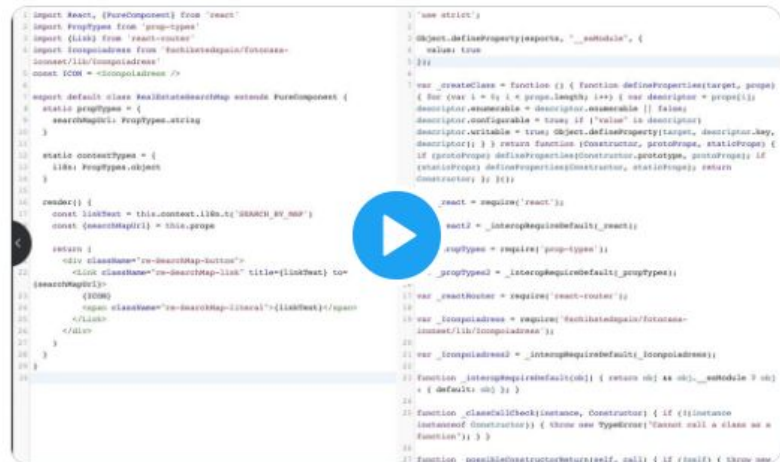 import React, {PureComponent} from 'react'
import PropTypes from 'prop-types'
import {Link} from 'react-router'
import Iconpoiadress from '@schibstedspain/fotocasa-
iconset/lib/Iconpoiadress'
const ICON = <Iconpoiadress />
export default class RealEstateSearchMap extends PureComponent {
static propTypes = {
searchMapUrl: PropTypes.string
}
static contextTypes = {
i18n: PropTypes.object
}
render() {
const linkText = this.context.i18n.t('SEARCH_BY_MAP')
const {searchMapUrl} = this.props
return (
<div className="re-SearchMap-button">
<Link className="re-SearchMap-link" title={linkText} to=
{searchMapUrl}>
{ICON}
<span className="re-SearchMap-literal">{linkText}</span>
</Link>
</div>
)
}
}
'use strict';
Object.defineProperty(exports, "__esModule", {
value: true
});
var _createClass = function () { function defineProperties(target, props)
{ for (var i = 0; i < props.length; i++) { var descriptor = props[i];
descriptor.enumerable = descriptor.enumerable || false;
descriptor.configurable = true; if ("value" in descriptor)
descriptor.writable = true; Object.defineProperty(target, descriptor.key,
descriptor); } } return function (Constructor, protoProps, staticProps) {
if (protoProps) defineProperties(Constructor.prototype, protoProps); if
(staticProps) defineProperties(Constructor, staticProps); return
Constructor; }; }();
_react = require('react');
_interopRequireDefault(_react);
= require('prop-types');
_propTypes2 = _interopRequireDefault(_propTypes);
var _reactRouter = require('react-router');
var _Iconpoiadress = require('@schibstedspain/fotocasa-
iconset/lib/Iconpoiadress');
var _Iconpoiadress2 = _interopRequireDefault(_Iconpoiadress);
function _interopRequireDefault(obj) { return obj && obj.__esModule ? obj
: { default: obj }; }
function _classCallCheck(instance, Constructor) { if (!(instance
instanceof Constructor)) { throw new TypeError("Cannot call a class as a
function"); } }
function _possibleConstructorReturn(self, call) { if (!self) { throw new